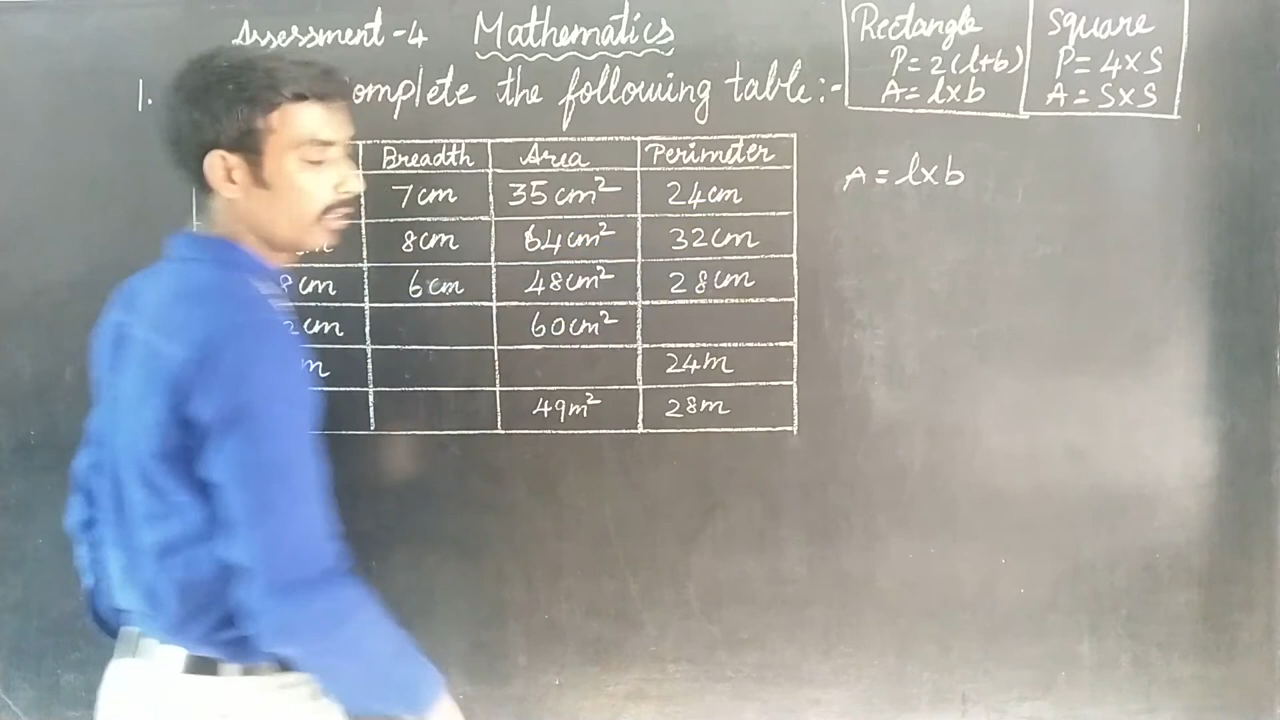 Assessment-4 Mathematics
Rectangle
P=2(l+b)
A=l×b
Square
P=4×S
A=S×S
1. omplete the following table:-
Breadth Area Perimeter
7cm 35cm² 24cm
8cm 64cm² 32cm
8cm 6cm 48cm² 28cm
2cm 60cm²
m 24m
49m² 28m
A=l×b